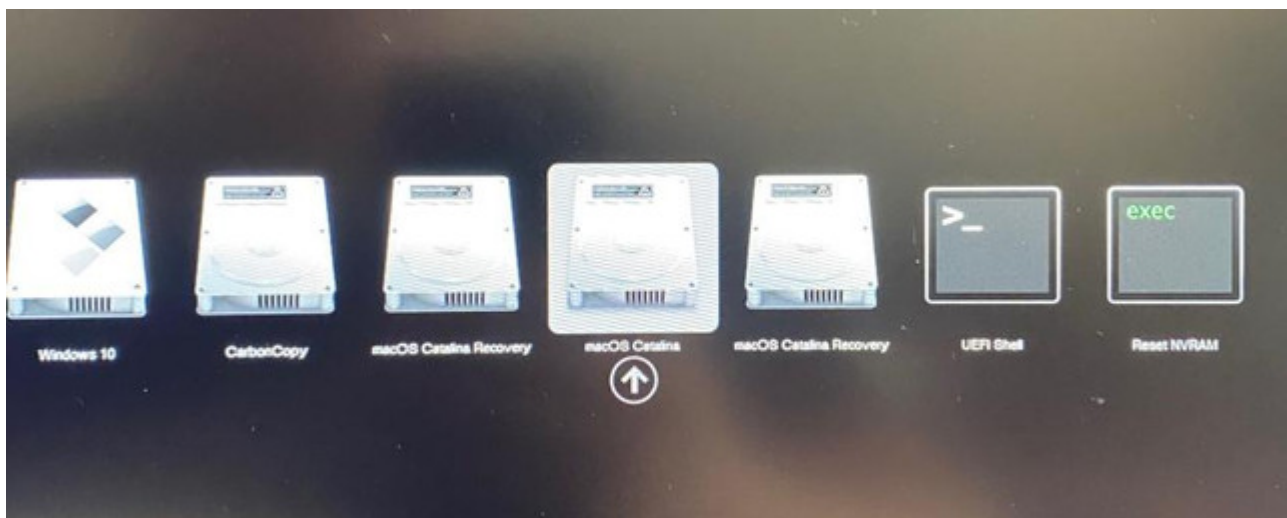 >_
exec
Windows 10
CarbonCopy
macOS Catalina Recovery
macOS Catalina
macOS Catalina Recovery
UEFI Shell
Reset NVRAM